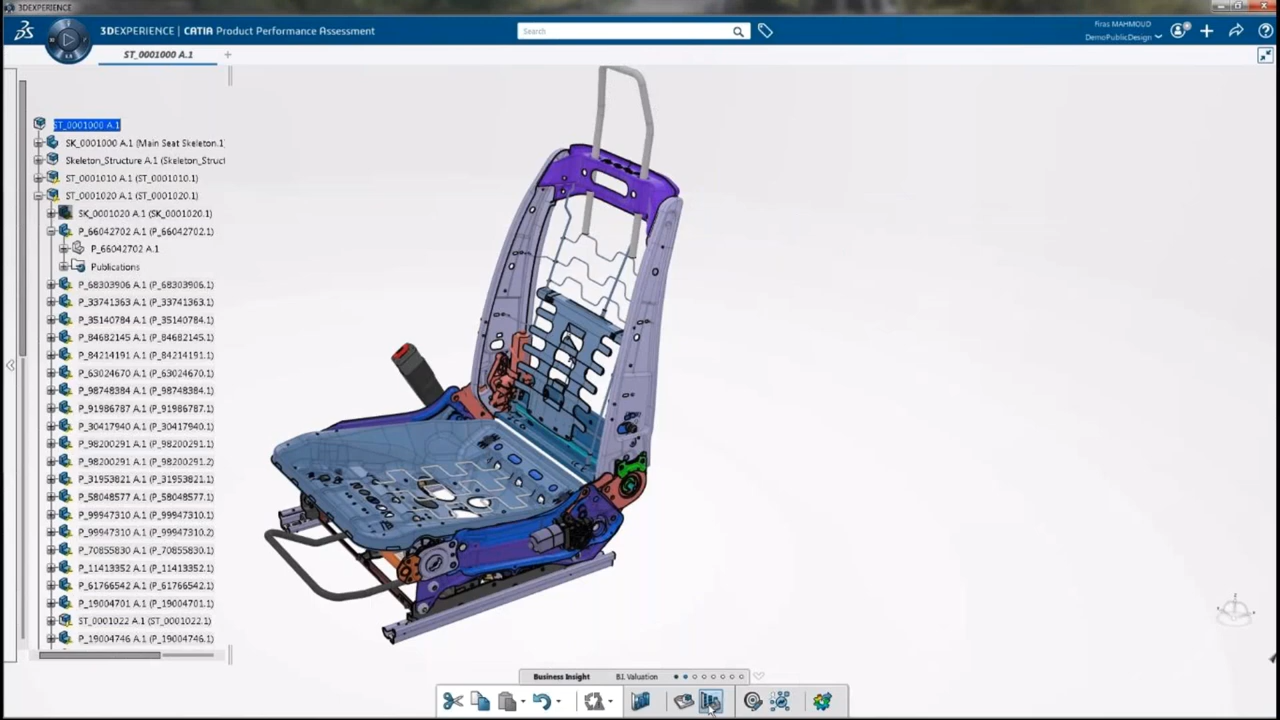 3DEXPERIENCE
3DEXPERIENCE | CATIA Product Performance Assessment
Search
Firas MAHMOUD
DemoPublicDesign
ST_0001000 A.1
ST_0001000 A.1
SK_0001000 A.1 (Main Seat Skeleton.1)
Skeleton_Structure A.1 (Skeleton_Struct
ST_0001010 A.1 (ST_0001010.1)
ST_0001020 A.1 (ST_0001020.1)
SK_0001020 A.1 (SK_0001020.1)
P_66042702 A.1 (P_66042702.1)
P_66042702 A.1
Publications
P_68303906 A.1 (P_68303906.1)
P_33741363 A.1 (P_33741363.1)
P_35140784 A.1 (P_35140784.1)
P_84682145 A.1 (P_84682145.1)
P_84214191 A.1 (P_84214191.1)
P_63024670 A.1 (P_63024670.1)
P_98748384 A.1 (P_98748384.1)
P_91986787 A.1 (P_91986787.1)
P_30417940 A.1 (P_30417940.1)
P_98200291 A.1 (P_98200291.1)
P_98200291 A.1 (P_98200291.2)
P_31953821 A.1 (P_31953821.1)
P_58048577 A.1 (P_58048577.1)
P_99947310 A.1 (P_99947310.1)
P_99947310 A.1 (P_99947310.2)
P_70855830 A.1 (P_70855830.1)
P_11413352 A.1 (P_11413352.1)
P_61766542 A.1 (P_61766542.1)
P_19004701 A.1 (P_19004701.1)
ST_0001022 A.1 (ST_0001022.1)
P_19004746 A.1 (P_19004746.1)
Business Insight
B.I. Valuation